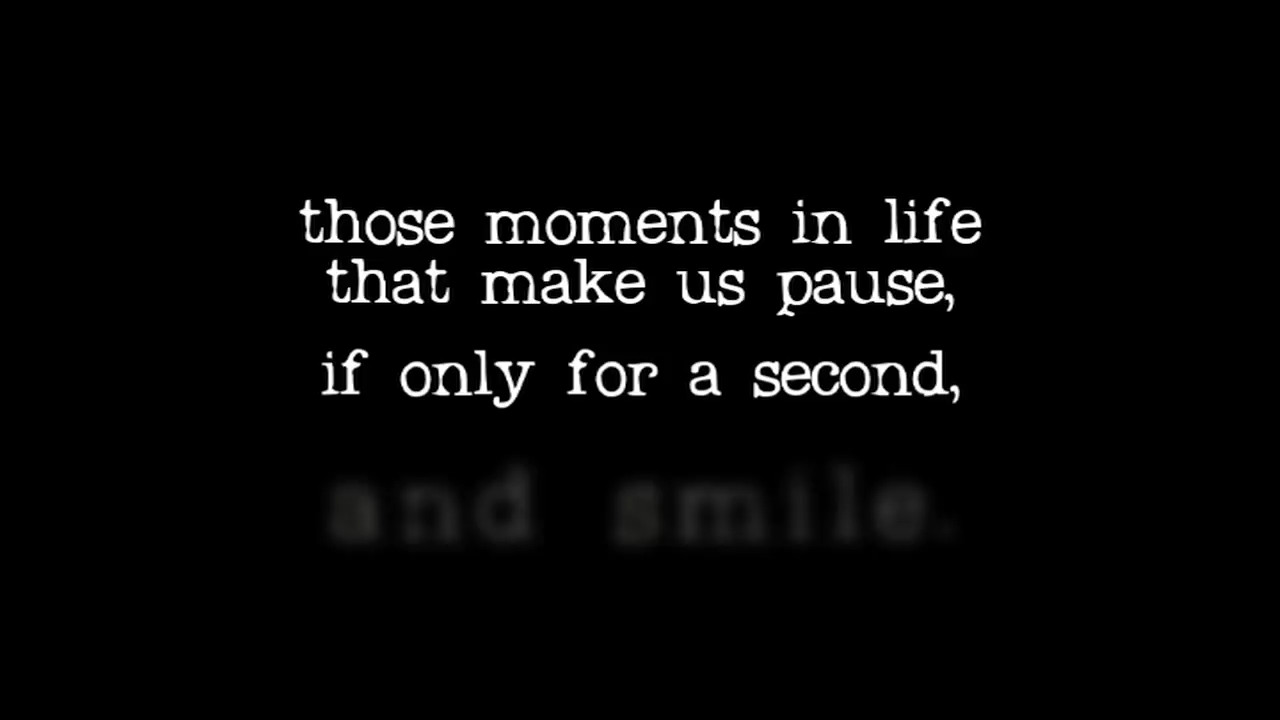 those moments in life
that make us pause,
if only for a second,
and smile.